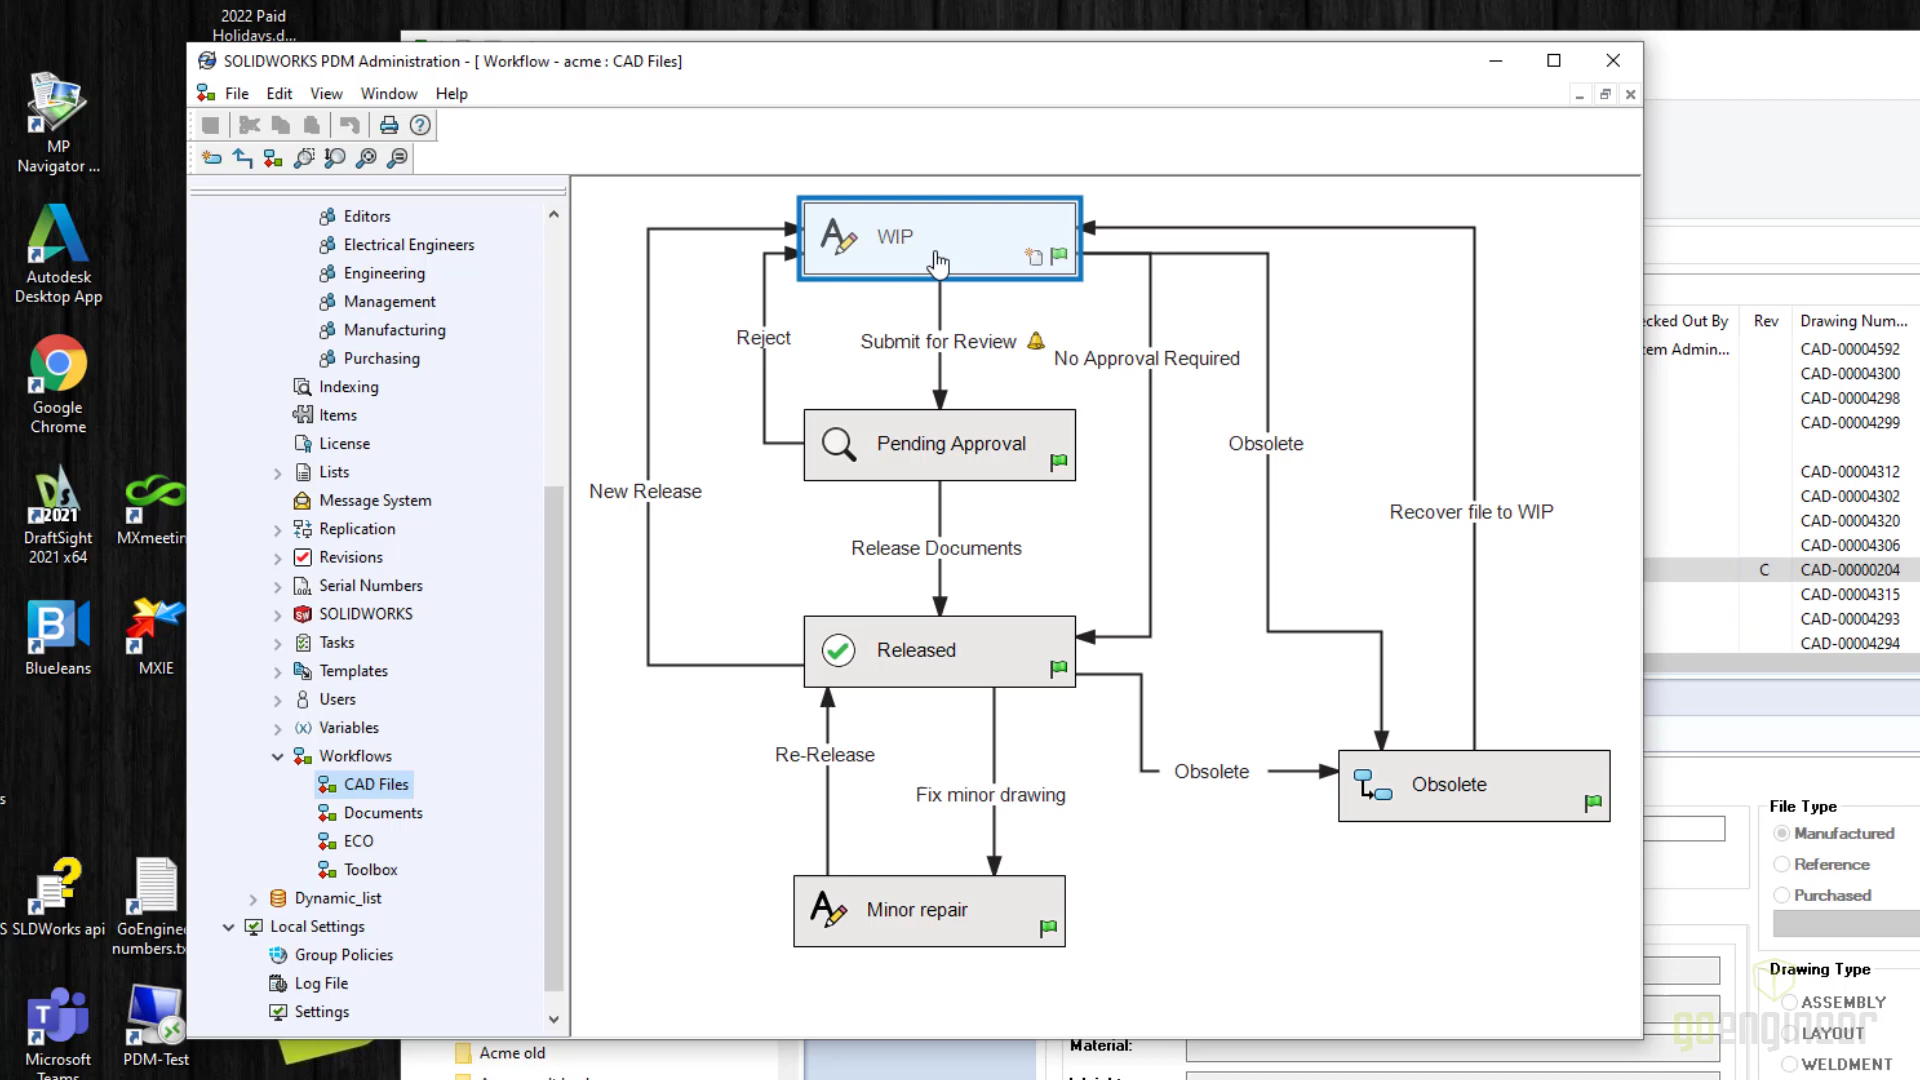 2022 Paid
Holidays.d...
MP
Navigator ...
Autodesk
Desktop App
Google
Chrome
2021
DraftSight
2021 x64
MXmeetin
BlueJeans
MXIE
s
S SLDWorks api
GoEnginee
numbers.tx
Microsoft
Teams
PDM-Test
SOLIDWORKS PDM Administration - [ Workflow - acme : CAD Files]
File Edit View Window Help
Editors
Electrical Engineers
Engineering
Management
Manufacturing
Purchasing
Indexing
Items
License
Lists
Message System
Replication
Revisions
Serial Numbers
SOLIDWORKS
Tasks
Templates
Users
Variables
Workflows
CAD Files
Documents
ECO
Toolbox
Dynamic_list
Local Settings
Group Policies
Log File
Settings
WIP
Reject
Submit for Review
No Approval Required
Pending Approval
Obsolete
New Release
Recover file to WIP
Release Documents
Released
Re-Release
Obsolete
Fix minor drawing
Obsolete
Minor repair
cked Out By Rev Drawing Num...
tem Admin... CAD-00004592
CAD-00004300
CAD-00004298
CAD-00004299
CAD-00004312
CAD-00004302
CAD-00004320
CAD-00004306
C CAD-00000204
CAD-00004315
CAD-00004293
CAD-00004294
File Type
Manufactured
Reference
Purchased
Drawing Type
ASSEMBLY
LAYOUT
WELDMENT
goengineer
Acme old
Material: